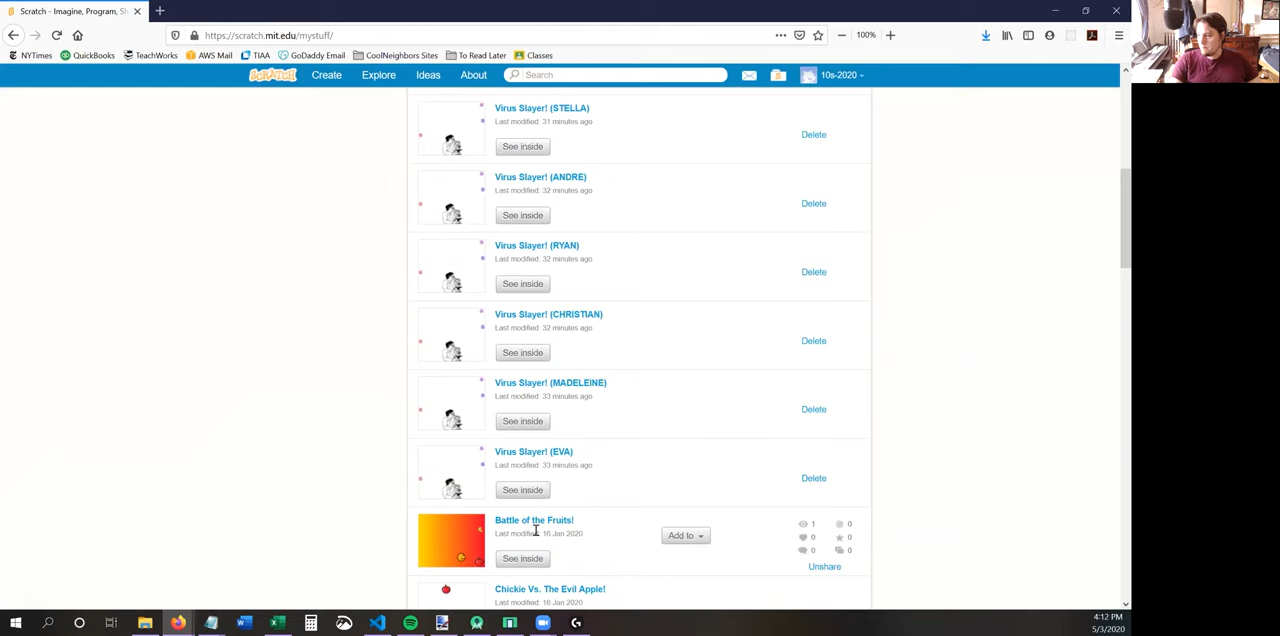 Scratch - Imagine, Program, Sh
https://scratch.mit.edu/mystuff/
100%
NYTimes QuickBooks TeachWorks AWS Mail TIAA GoDaddy Email CoolNeighbors Sites To Read Later Classes
SCRATCH Create Explore Ideas About Search 10s-2020
Virus Slayer! (STELLA)
Last modified: 31 minutes ago
Delete
See inside
Virus Slayer! (ANDRE)
Last modified: 32 minutes ago
Delete
See inside
Virus Slayer! (RYAN)
Last modified: 32 minutes ago
Delete
See inside
Virus Slayer! (CHRISTIAN)
Last modified: 32 minutes ago
Delete
See inside
Virus Slayer! (MADELEINE)
Last modified: 33 minutes ago
Delete
See inside
Virus Slayer! (EVA)
Last modified: 33 minutes ago
Delete
See inside
Battle of the Fruits!
Last modified: 16 Jan 2020
Add to
1 0
0 0
0 0
See inside
Unshare
Chickie Vs. The Evil Apple!
Last modified: 16 Jan 2020
4:12 PM
5/3/2020